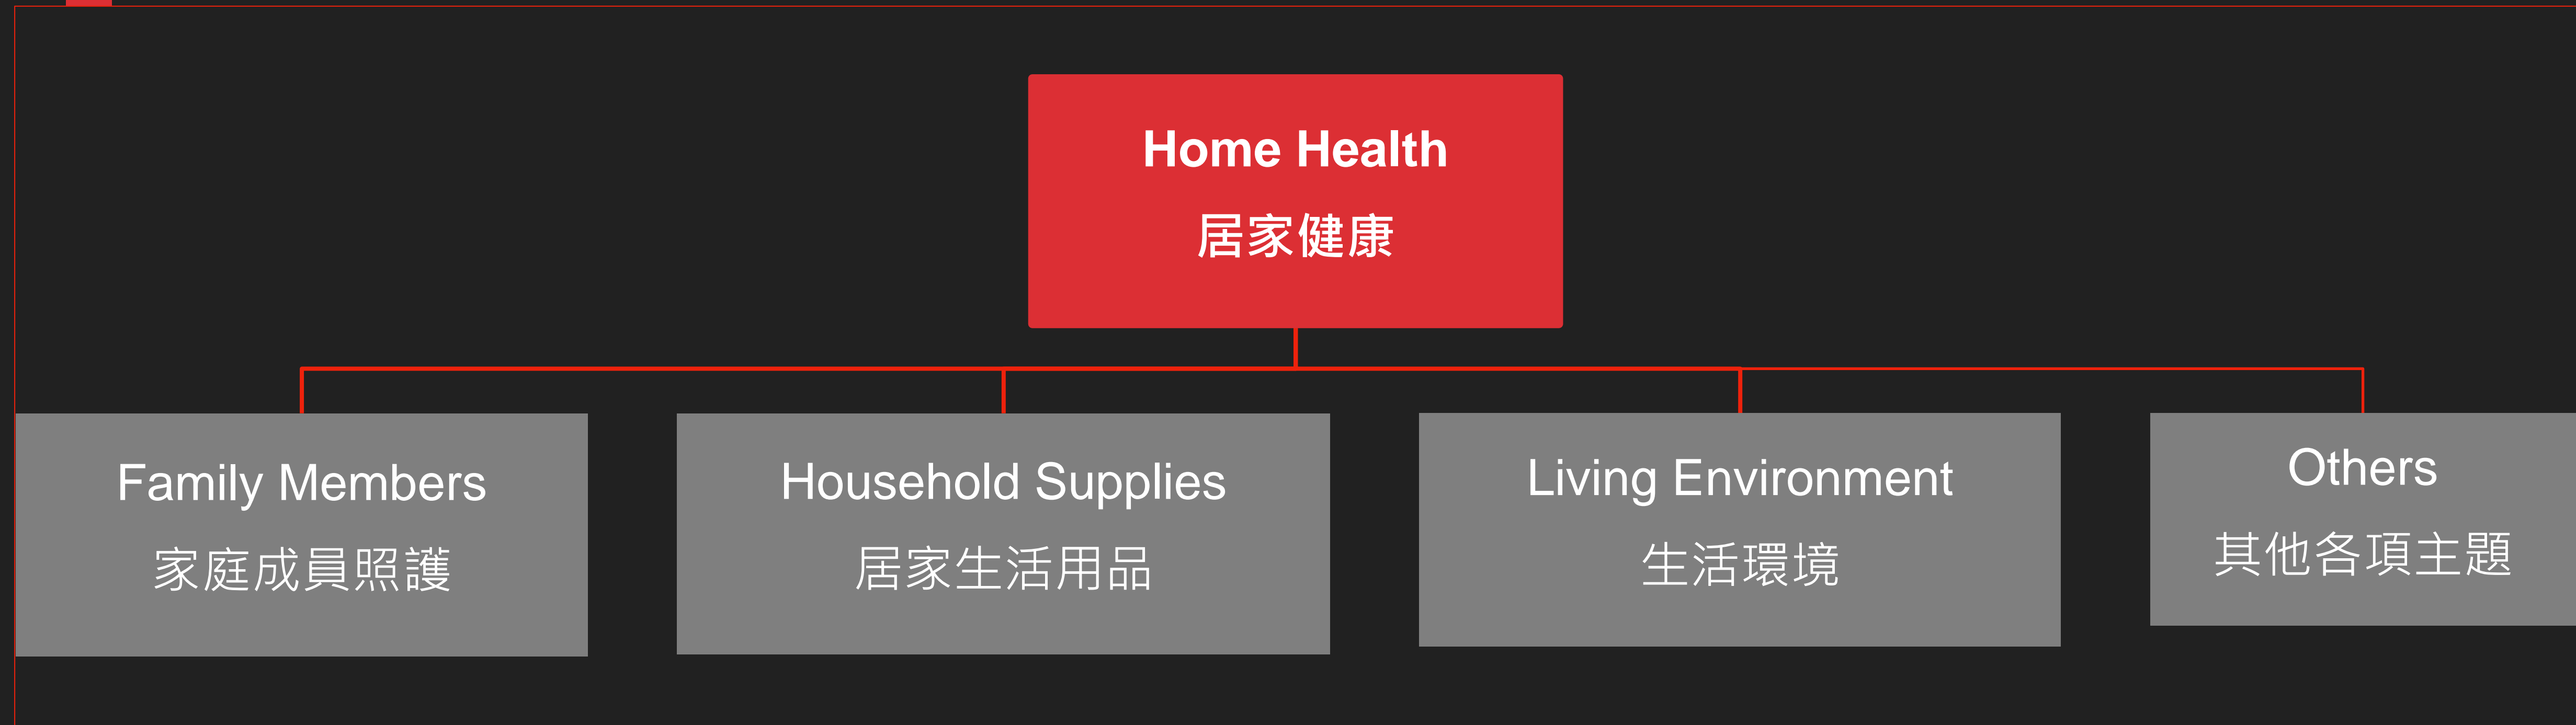 Home Health
居家健康
Family Members
家庭成員照護
Household Supplies
居家生活用品
Living Environment
生活環境
Others
其他各項主題